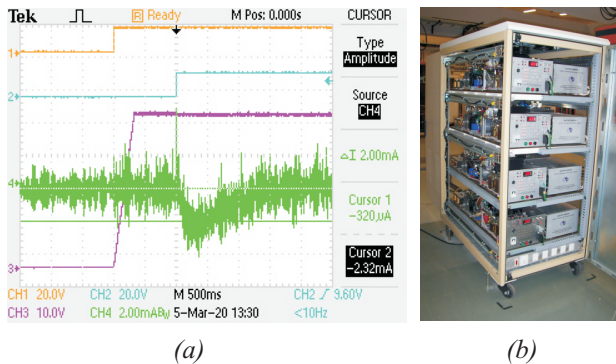 Tek Ready M Pos: 0.000s CURSOR
Type
Amplitude
Source
CH4
△I 2.00mA
Cursor 1
-320µA
Cursor 2
-2.32mA
1
2
4
3
CH1 20.0V CH2 20.0V M 500ms CH2 ∫ 9.60V
CH3 10.0V CH4 2.00mABW 5-Mar-20 13:30 <10Hz
(a)
(b)